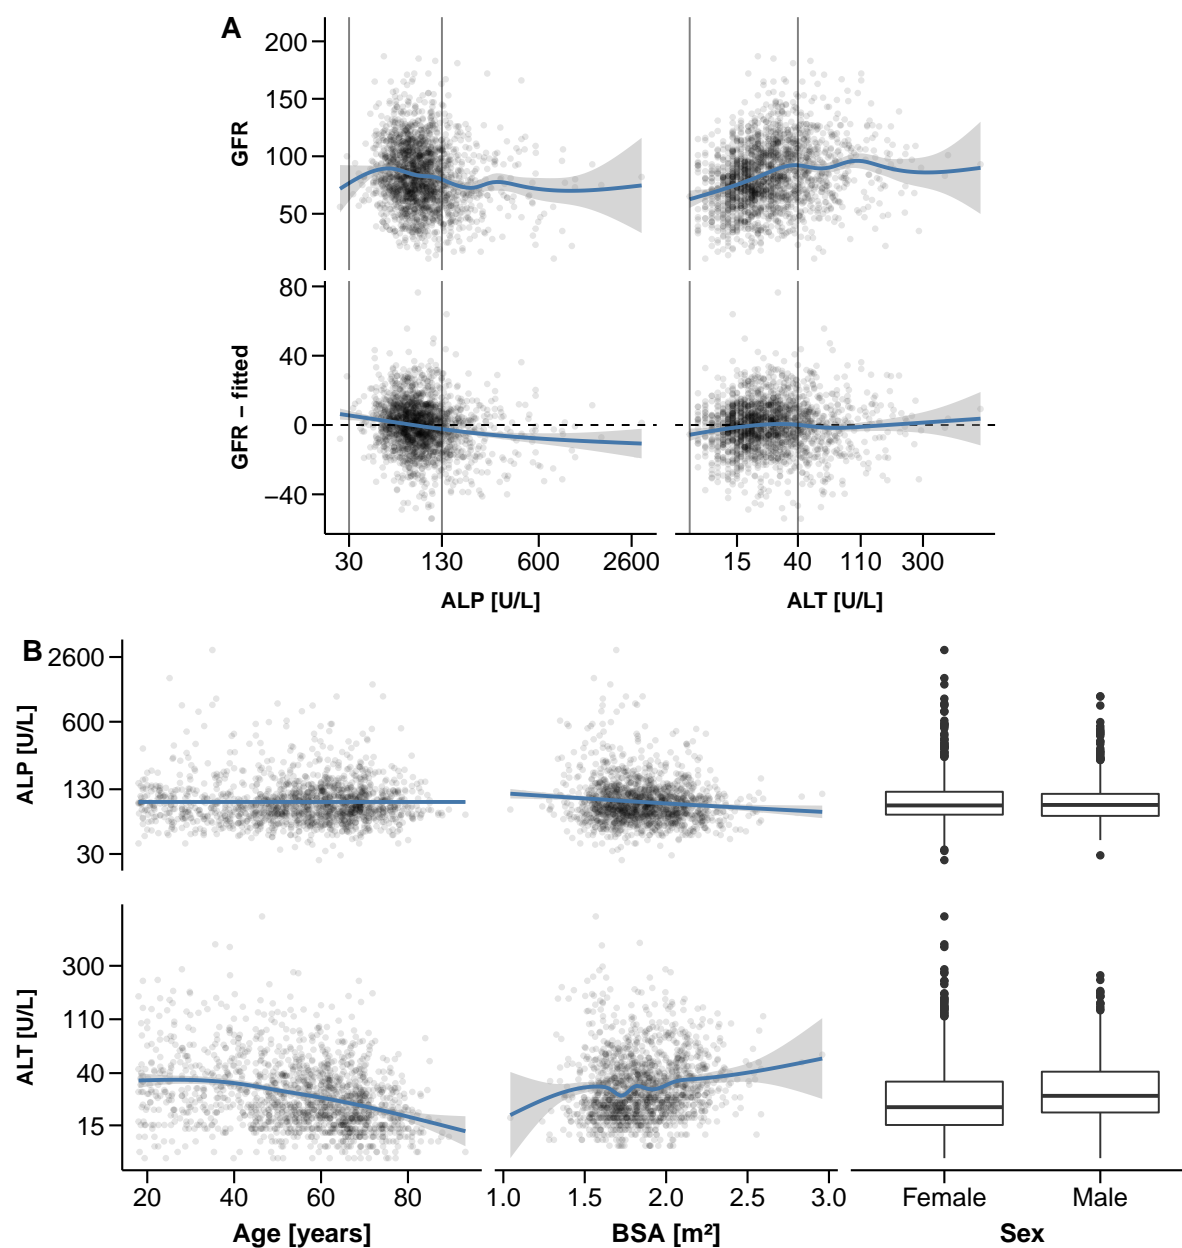 A
200
150
100
50
GFR
80
40
0
−40
GFR − fitted
30 130 600 2600
15 40 110 300
ALP [U/L] ALT [U/L]
B
2600
600
130
30
ALP [U/L]
300
110
40
15
ALT [U/L]
20 40 60 80
1.0 1.5 2.0 2.5 3.0
Female Male
Age [years] BSA [m²] Sex